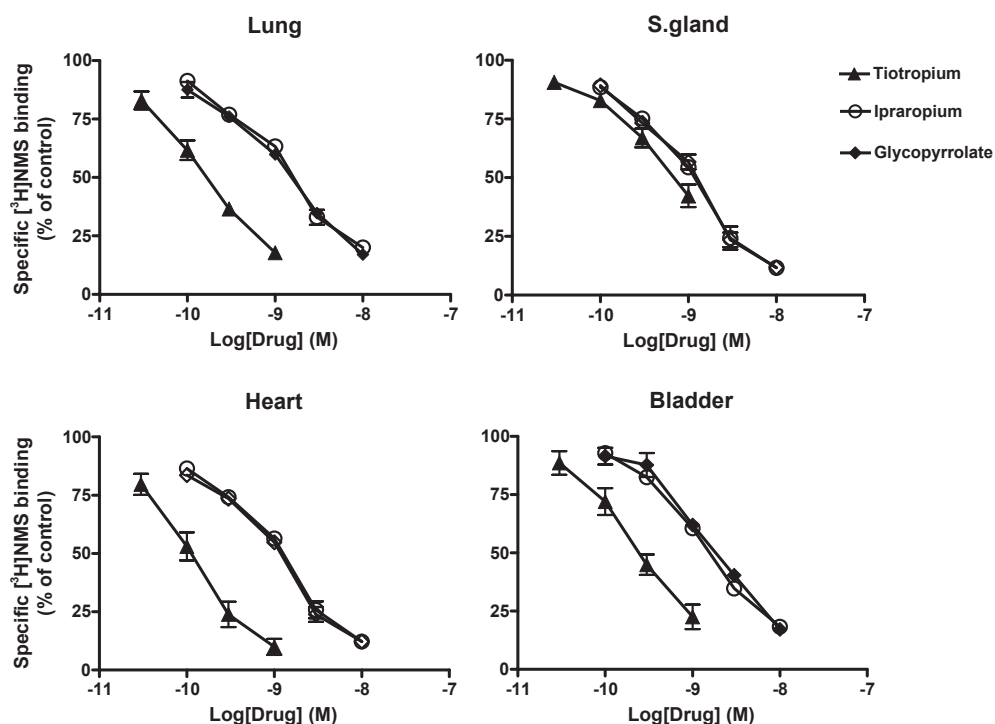 Lung
S.gland
Specific [³H]NMS binding
(% of control)
100
75
50
25
0
-11
-10
-9
-8
-7
Log[Drug] (M)
100
75
50
25
0
-11
-10
-9
-8
-7
Log[Drug] (M)
Tiotropium
Ipraropium
Glycopyrrolate
Heart
Bladder
Specific [³H]NMS binding
(% of control)
100
75
50
25
0
-11
-10
-9
-8
-7
Log[Drug] (M)
100
75
50
25
0
-11
-10
-9
-8
-7
Log[Drug] (M)